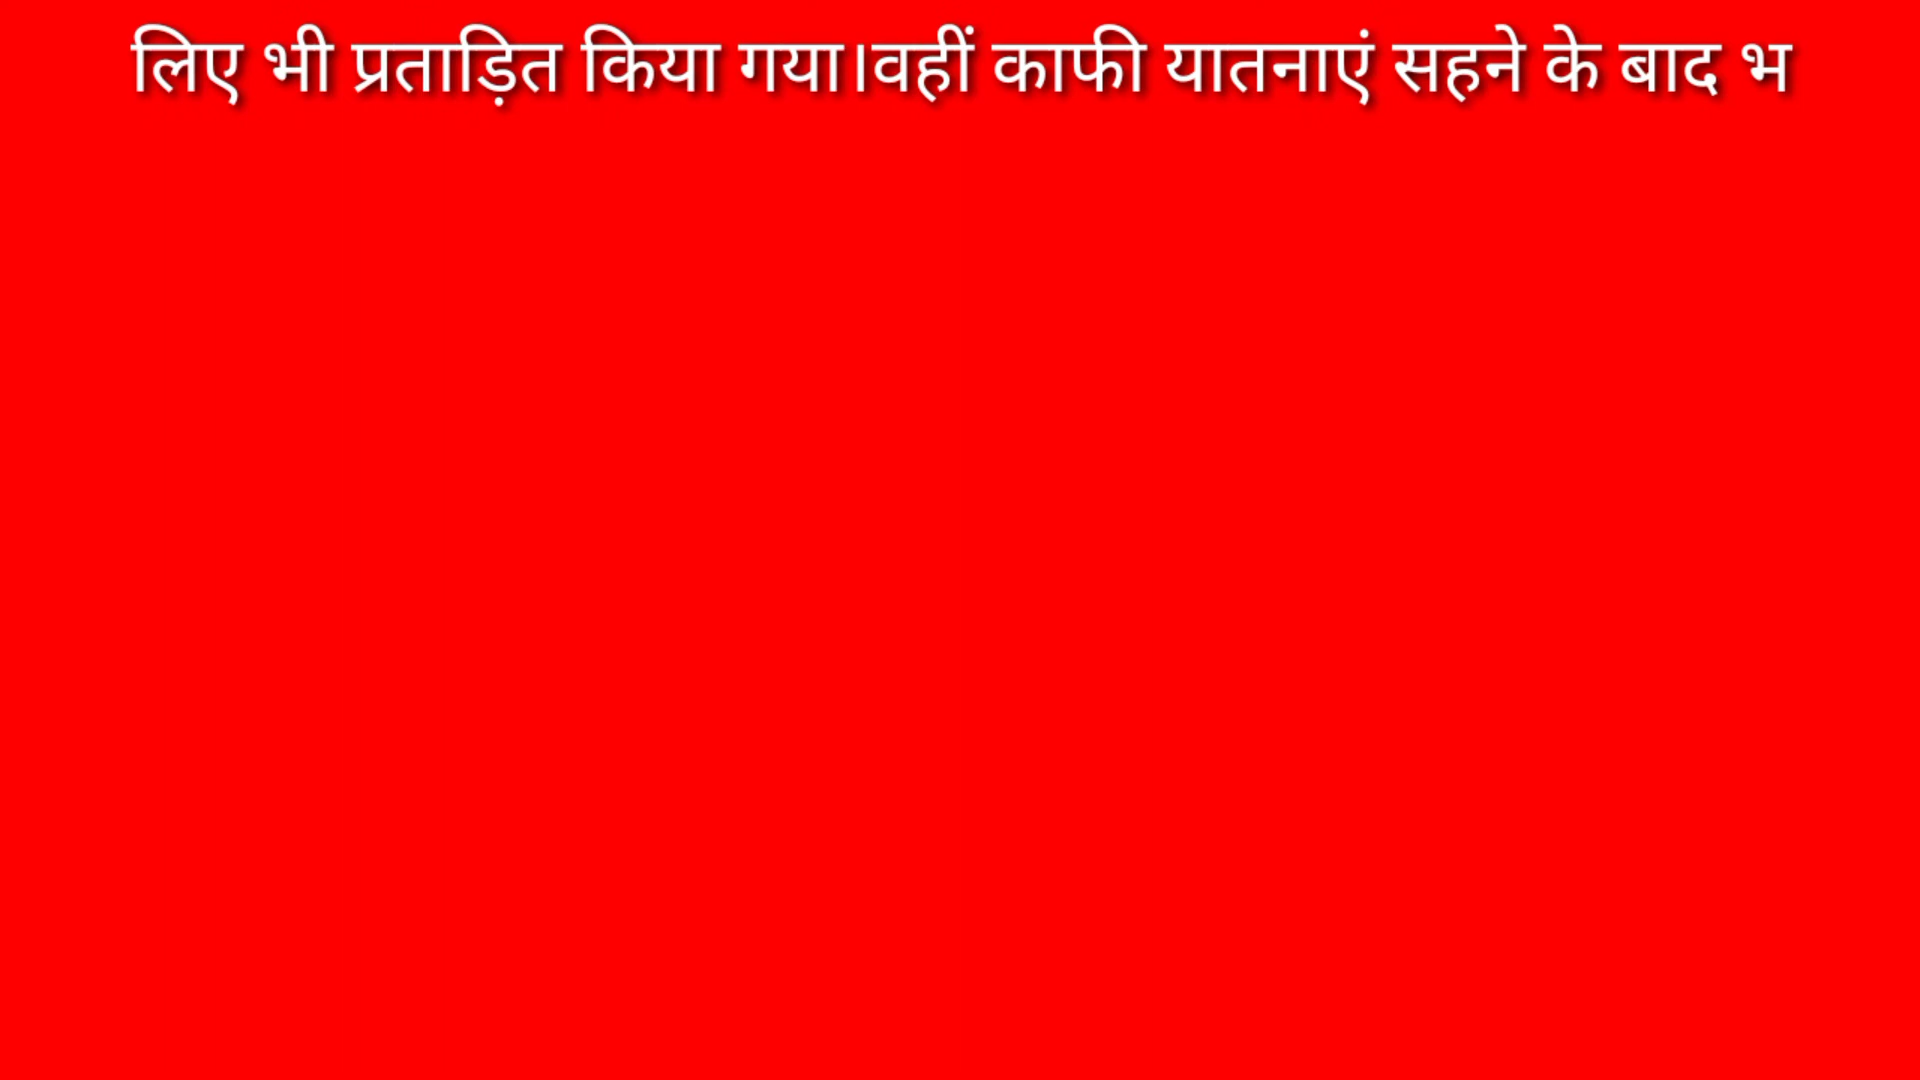 लिए भी प्रताड़ित किया गया।वहीं काफी यातनाएं सहने के बाद भ